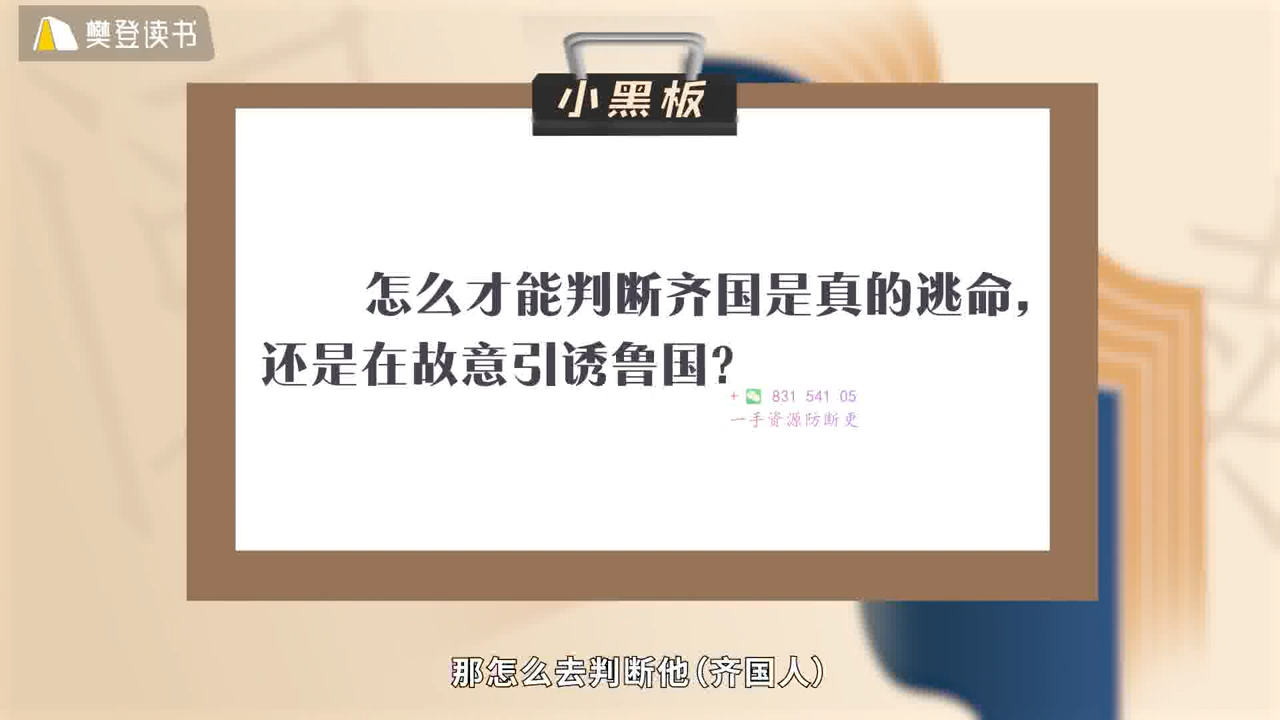 樊登读书
小黑板
怎么才能判断齐国是真的逃命，
还是在故意引诱鲁国？
+ 831 541 05
一手资源防断更
那怎么去判断他（齐国人）